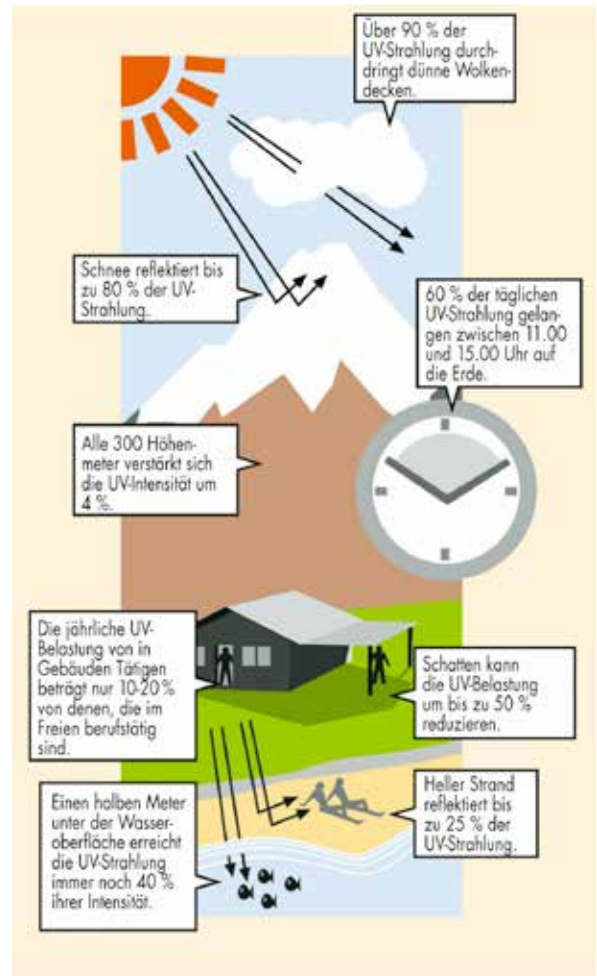 Über 90 % der
UV-Strahlung durch-
dringt dünne Wolken-
decken.
Schnee reflektiert bis
zu 80 % der UV-
Strahlung.
60 % der täglichen
UV-Strahlung gelan-
gen zwischen 11.00
und 15.00 Uhr auf
die Erde.
Alle 300 Höhen-
meter verstärkt sich
die UV-Intensität um
4 %.
Die jährliche UV-
Belastung von in
Gebäuden Tätigen
beträgt nur 10-20 %
von denen, die im
Freien berufstätig
sind.
Schatten kann
die UV-Belastung
um bis zu 50 %
reduzieren.
Heller Strand
reflektiert bis
zu 25 % der
UV-Strahlung.
Einen halben Meter
unter der Wasser-
oberfläche erreicht
die UV-Strahlung
immer noch 40 %
ihrer Intensität.